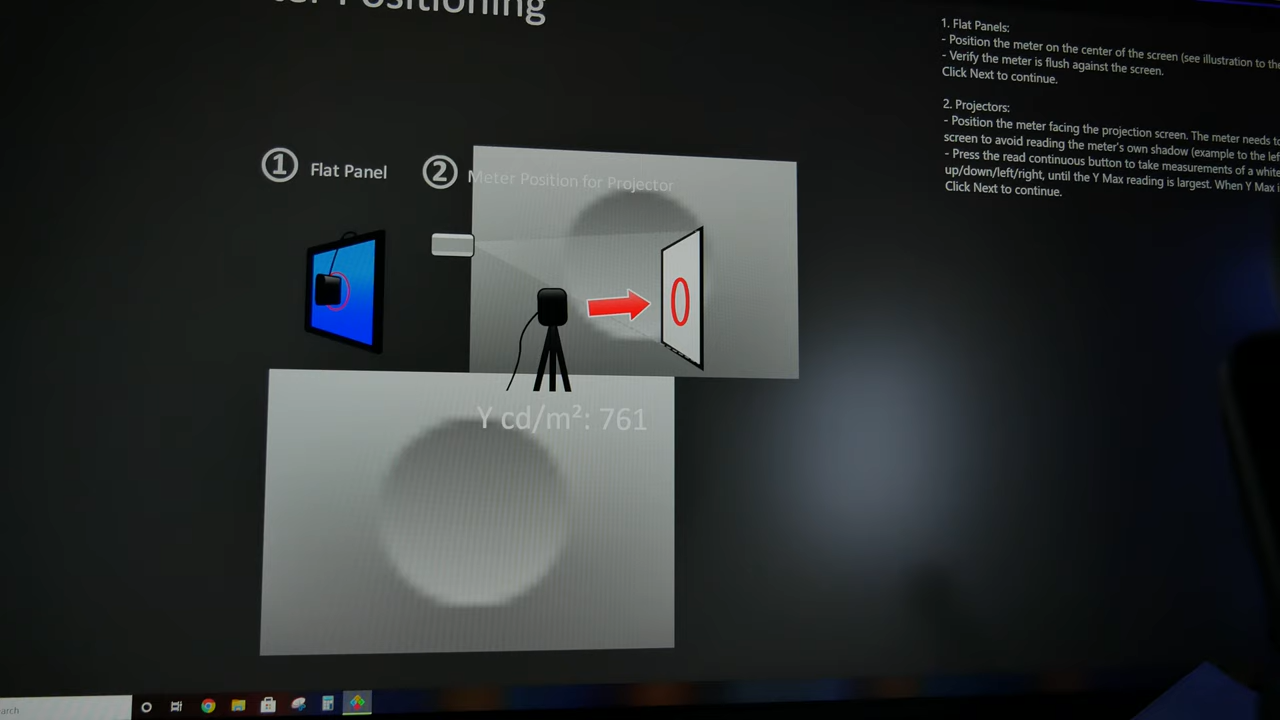 Positioning
1. Flat Panels:
- Position the meter on the center of the screen (see illustration to the
- Verify the meter is flush against the screen.
Click Next to continue.
2. Projectors:
- Position the meter facing the projection screen. The meter needs to
screen to avoid reading the meter's own shadow (example to the left
- Press the read continuous button to take measurements of a white
up/down/left/right, until the Y Max reading is largest. When Y Max i
Click Next to continue.
1 Flat Panel
2 Meter Position for Projector
0
Y cd/m²: 761
earch